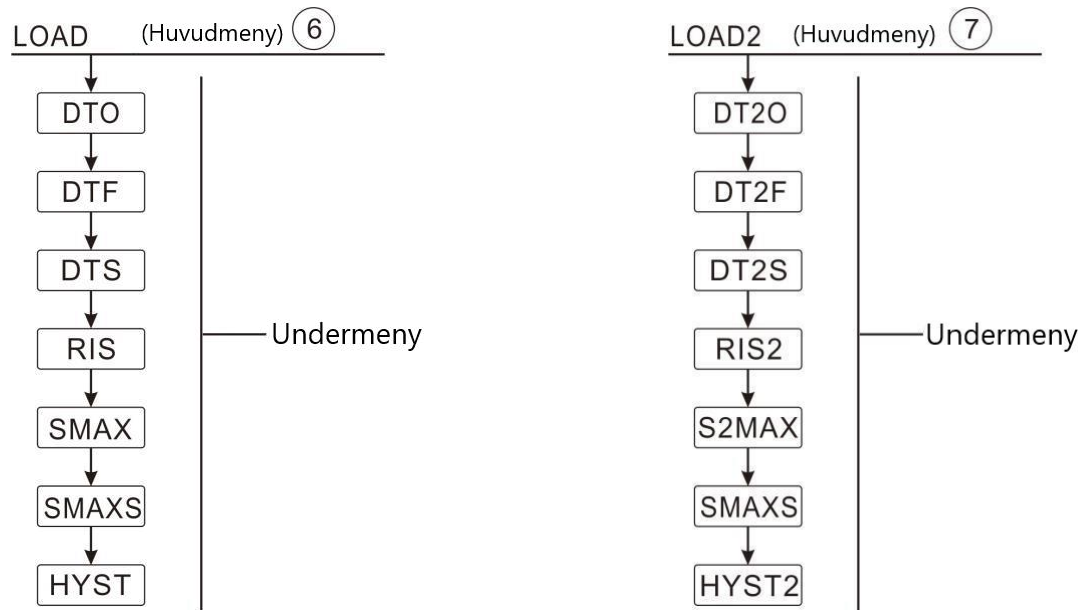 LOAD (Huvudmeny) 6
DTO
DTF
DTS
RIS
SMAX
SMAXS
HYST
Undermeny
LOAD2 (Huvudmeny) 7
DT2O
DT2F
DT2S
RIS2
S2MAX
SMAXS
HYST2
Undermeny